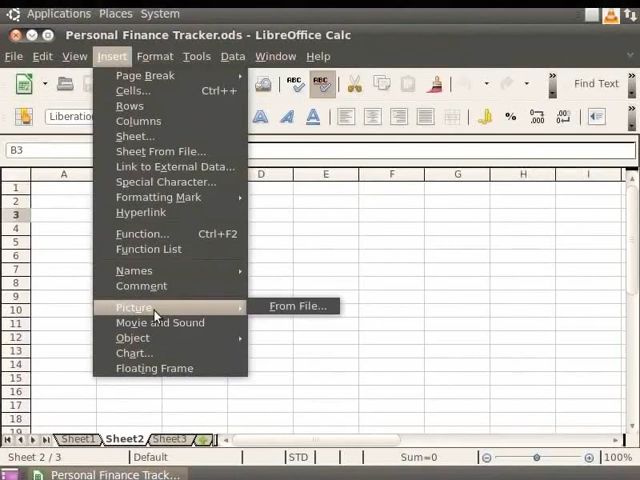 Applications Places System
Personal Finance Tracker.ods - LibreOffice Calc
File Edit View Insert Format Tools Data Window Help
Find Text
Liberation
B3
Page Break
Cells... Ctrl++
Rows
Columns
Sheet...
Sheet From File...
Link to External Data...
Special Character...
Formatting Mark
Hyperlink
Function... Ctrl+F2
Function List
Names
Comment
Picture
From File...
Movie and Sound
Object
Chart...
Floating Frame
A D E F G H I
1
2
3
4
5
6
7
8
9
10
11
12
13
14
15
16
17
18
19
Sheet1 Sheet2 Sheet3
Sheet 2 / 3 Default STD Sum=0 100%
Personal Finance Track...